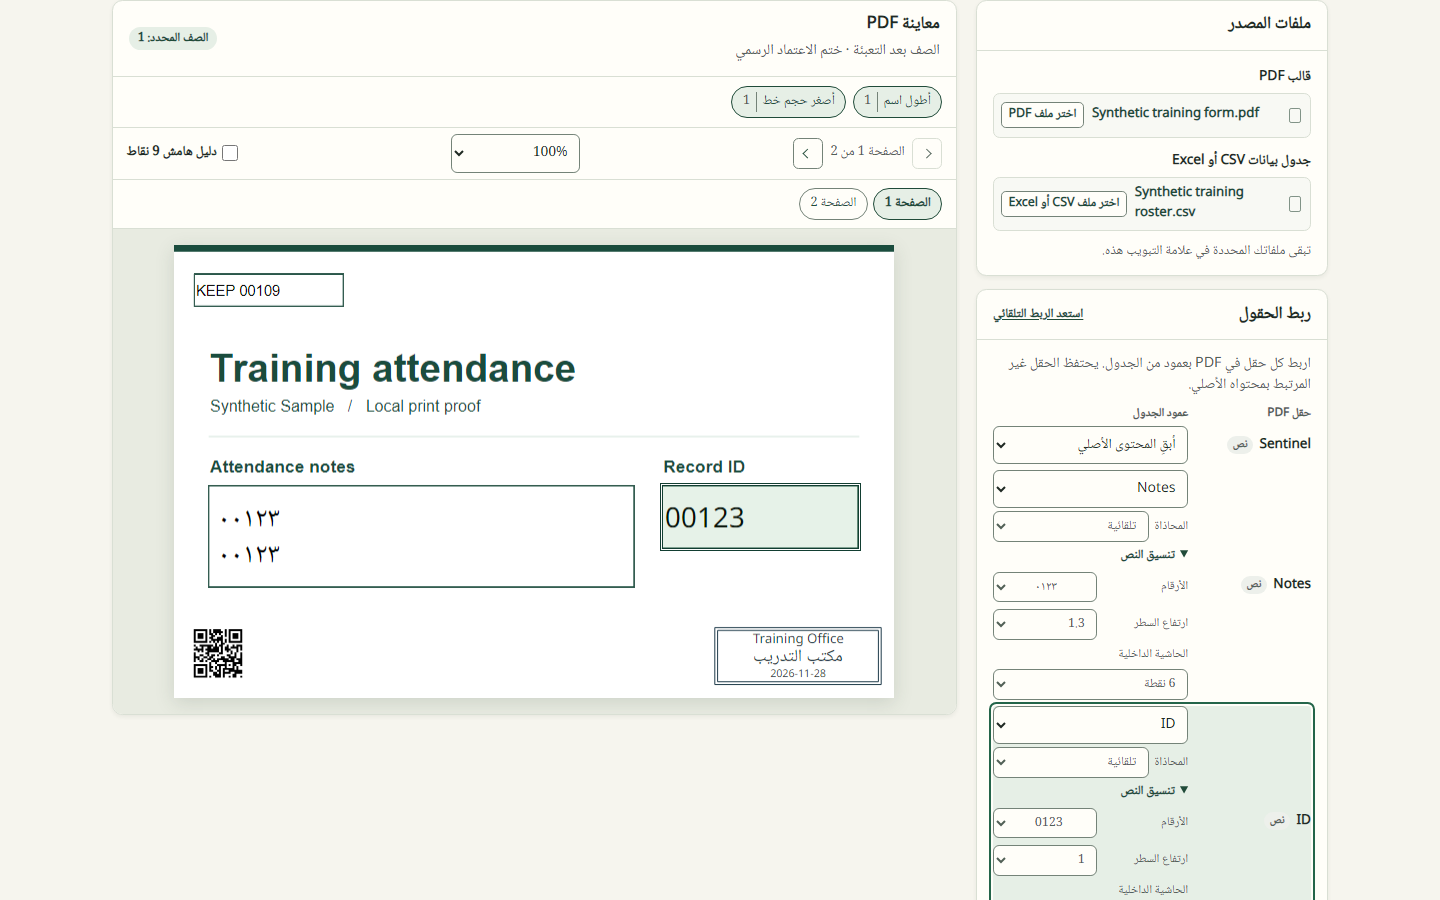 ملفات المصدر
قالب PDF
Synthetic training form.pdf
اختر ملف PDF
جدول بيانات CSV أو Excel
Synthetic training
roster.csv
اختر ملف CSV أو Excel
تبقى ملفاتك المحددة في علامة التبويب هذه.
ربط الحقول
استعد الربط التلقائي
اربط كل حقل في PDF بعمود من الجدول. يحتفظ الحقل غير
المرتبط بمحتواه الأصلي.
حقل PDF
عمود الجدول
Sentinel نص
أبقِ المحتوى الأصلي
Notes نص
Notes
المحاذاة
تلقائية
▼ تنسيق النص
الأرقام
٠١٢٣
ارتفاع السطر
1.3
الحاشية الداخلية
6 نقطة
ID نص
ID
المحاذاة
تلقائية
▼ تنسيق النص
الأرقام
0123
ارتفاع السطر
1
الحاشية الداخلية
معاينة PDF
الصف بعد التعبئة · ختم الاعتماد الرسمي
الصف المحدد: 1
أطول اسم | 1
أصغر حجم خط | 1
الصفحة 1 من 2
100%
دليل هامش 9 نقاط
الصفحة 1
الصفحة 2
KEEP 00109
Training attendance
Synthetic Sample / Local print proof
Attendance notes
Record ID
٠٠١٢٣
٠٠١٢٣
00123
Training Office
مكتب التدريب
2026-11-28